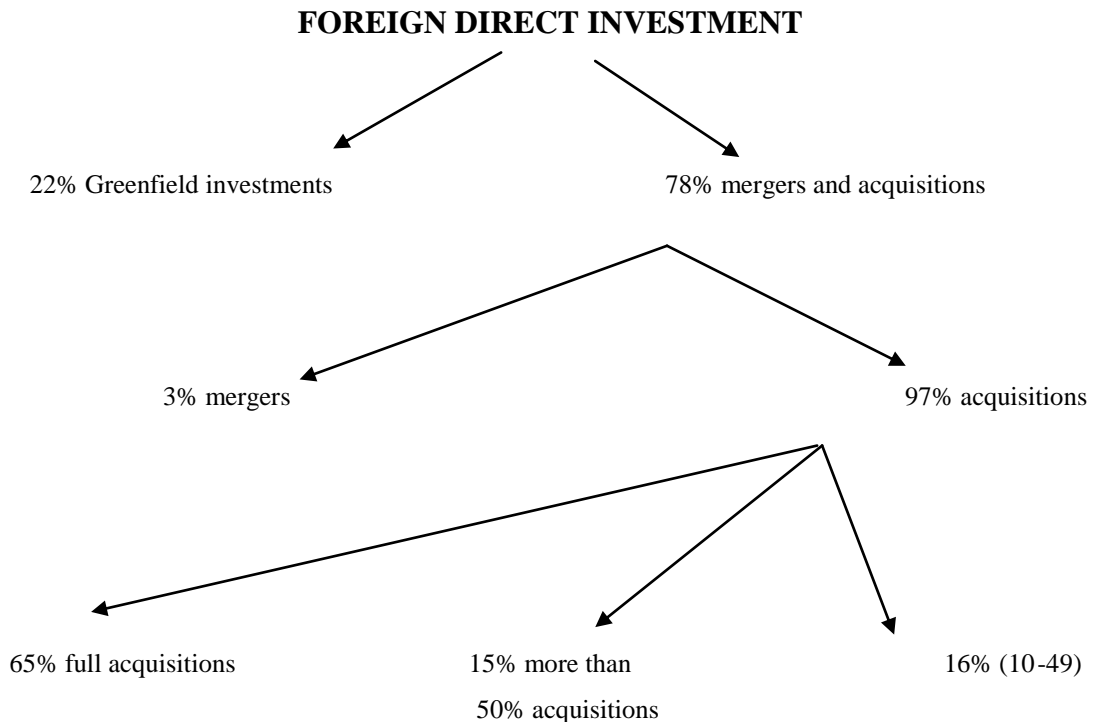 FOREIGN DIRECT INVESTMENT
22% Greenfield investments
78% mergers and acquisitions
3% mergers
97% acquisitions
65% full acquisitions
15% more than
50% acquisitions
16% (10-49)